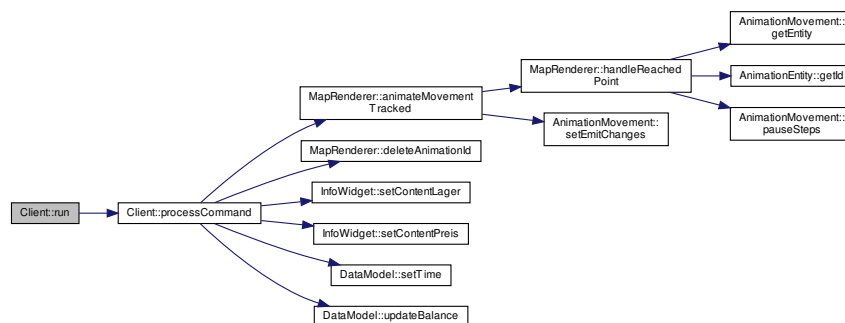 AnimationMovement::
getEntity
MapRenderer::handleReached
Point
AnimationEntity::getId
MapRenderer::animateMovement
Tracked
AnimationMovement::
setEmitChanges
AnimationMovement::
pauseSteps
MapRenderer::deleteAnimationId
InfoWidget::setContentLager
Client::run
Client::processCommand
InfoWidget::setContentPreis
DataModel::setTime
DataModel::updateBalance